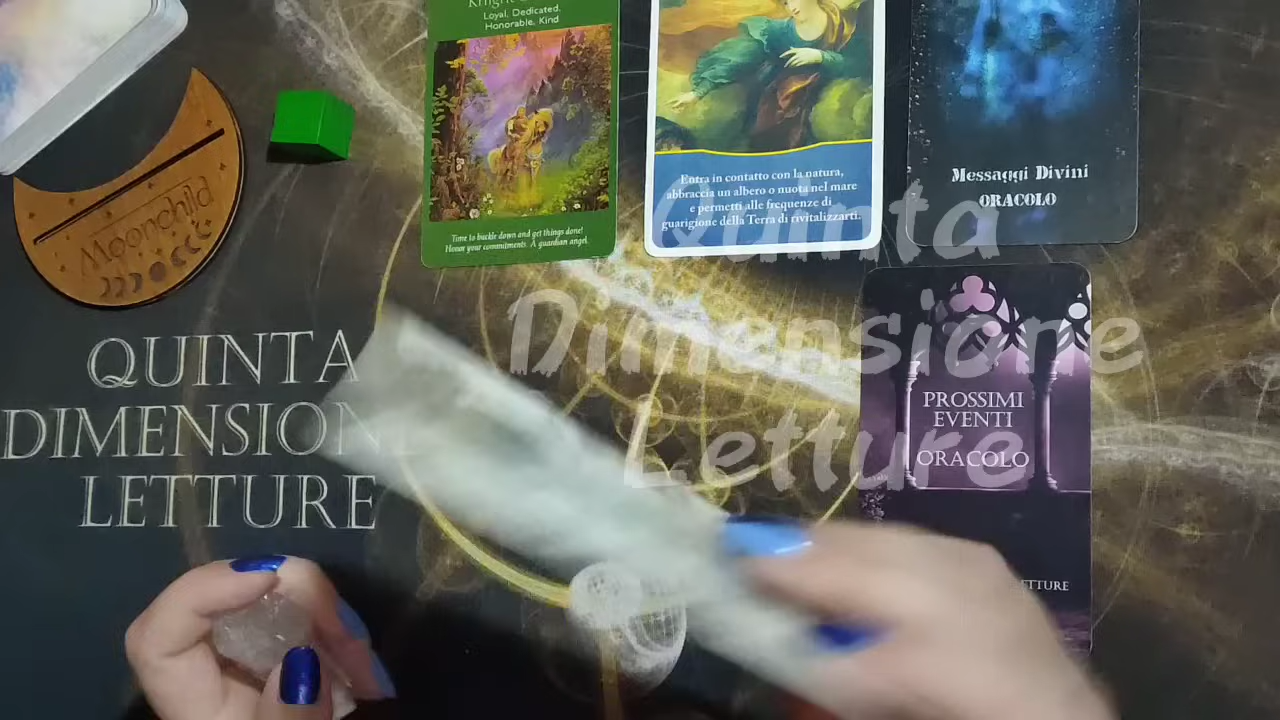 Loyal, Dedicated,
Honorable, Kind
Time to buckle down and get things done!
Honor your commitments. A guardian angel.
Entra in contatto con la natura,
abbraccia un albero o nuota nel mare
e permetti alle frequenze di
guarigione della Terra di rivitalizzarti.
Messaggi Divini
ORACOLO
Moonchild
QUINTA
DIMENSIONE
LETTURE
Quinta
Dimensione
Letture
PROSSIMI
EVENTI
ORACOLO